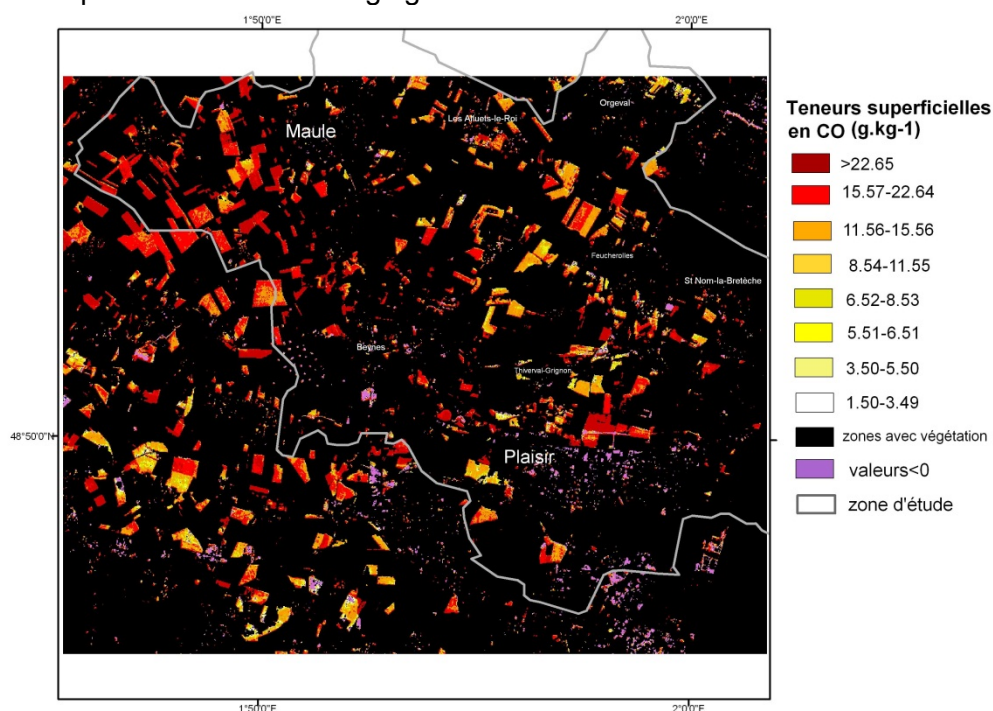 1°50'0"E
2°0'0"E
Orgeval
Les Alluets-le-Roi
Maule
Feucherolles
St Nom-la-Bretèche
Beynes
Thiverval-Grignon
48°50'0"N
Plaisir
1°50'0"E
2°0'0"E
Teneurs superficielles
en CO (g.kg-1)
>22.65
15.57-22.64
11.56-15.56
8.54-11.55
6.52-8.53
5.51-6.51
3.50-5.50
1.50-3.49
zones avec végétation
valeurs<0
zone d'étude